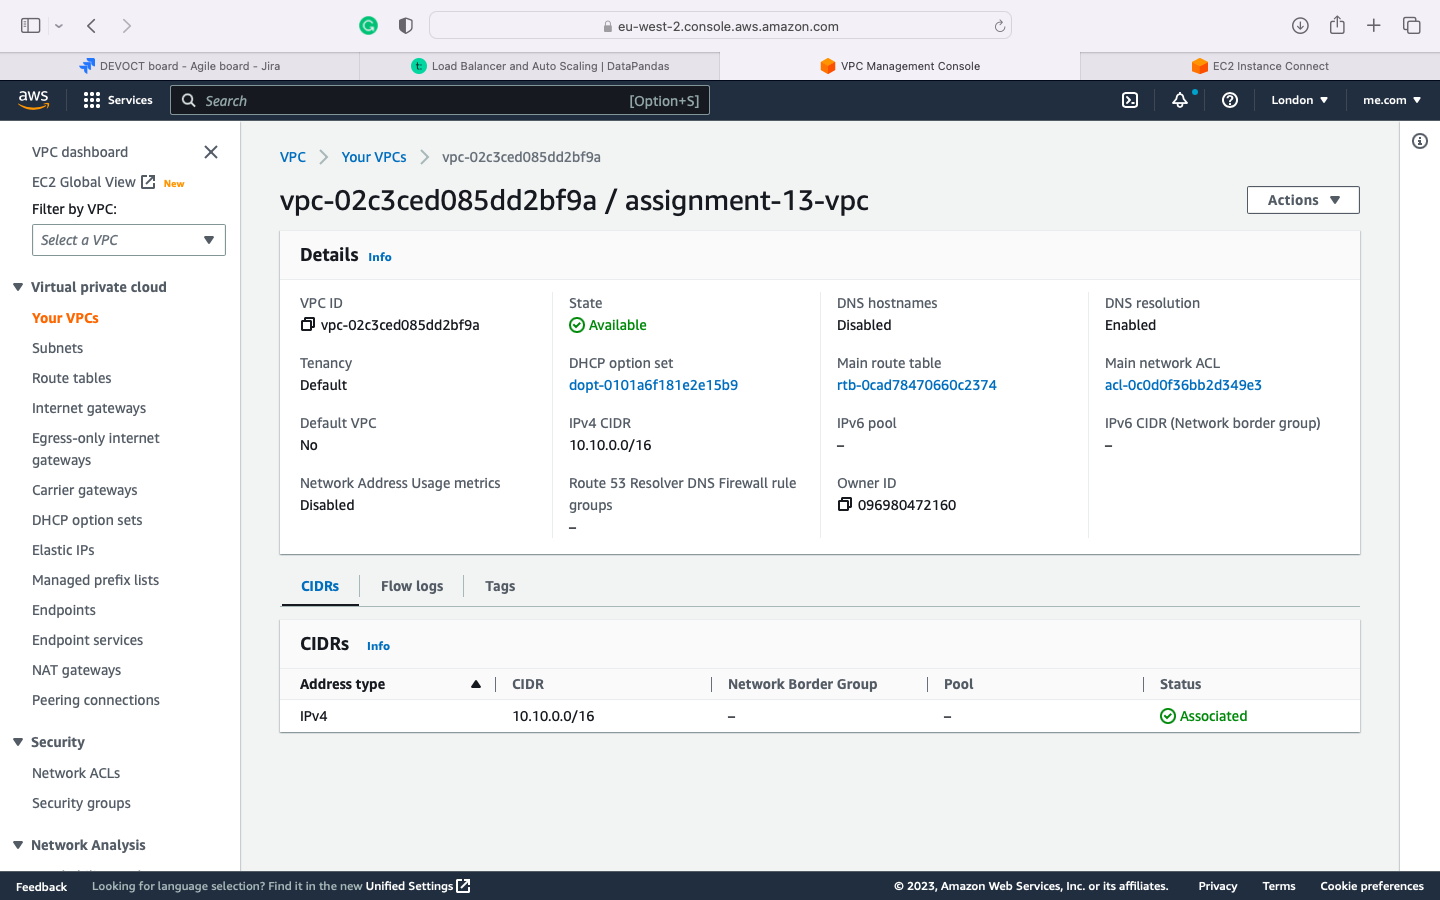 eu-west-2.console.aws.amazon.com
DEVOCT board - Agile board - Jira
Load Balancer and Auto Scaling | DataPandas
VPC Management Console
EC2 Instance Connect
aws
Services
Search
[Option+S]
London
me.com
VPC dashboard
EC2 Global View
New
Filter by VPC:
Select a VPC
Virtual private cloud
Your VPCs
Subnets
Route tables
Internet gateways
Egress-only internet
gateways
Carrier gateways
DHCP option sets
Elastic IPs
Managed prefix lists
Endpoints
Endpoint services
NAT gateways
Peering connections
Security
Network ACLs
Security groups
Network Analysis
VPC
Your VPCs
vpc-02c3ced085dd2bf9a
vpc-02c3ced085dd2bf9a / assignment-13-vpc
Actions
Details Info
VPC ID
vpc-02c3ced085dd2bf9a
State
Available
DNS hostnames
Disabled
DNS resolution
Enabled
Tenancy
Default
DHCP option set
dopt-0101a6f181e2e15b9
Main route table
rtb-0cad78470660c2374
Main network ACL
acl-0c0d0f36bb2d349e3
Default VPC
No
IPv4 CIDR
10.10.0.0/16
IPv6 pool
–
IPv6 CIDR (Network border group)
–
Network Address Usage metrics
Disabled
Route 53 Resolver DNS Firewall rule
groups
–
Owner ID
096980472160
CIDRs
Flow logs
Tags
CIDRs Info
Address type
CIDR
Network Border Group
Pool
Status
IPv4
10.10.0.0/16
–
–
Associated
Feedback
Looking for language selection? Find it in the new Unified Settings
© 2023, Amazon Web Services, Inc. or its affiliates.
Privacy
Terms
Cookie preferences